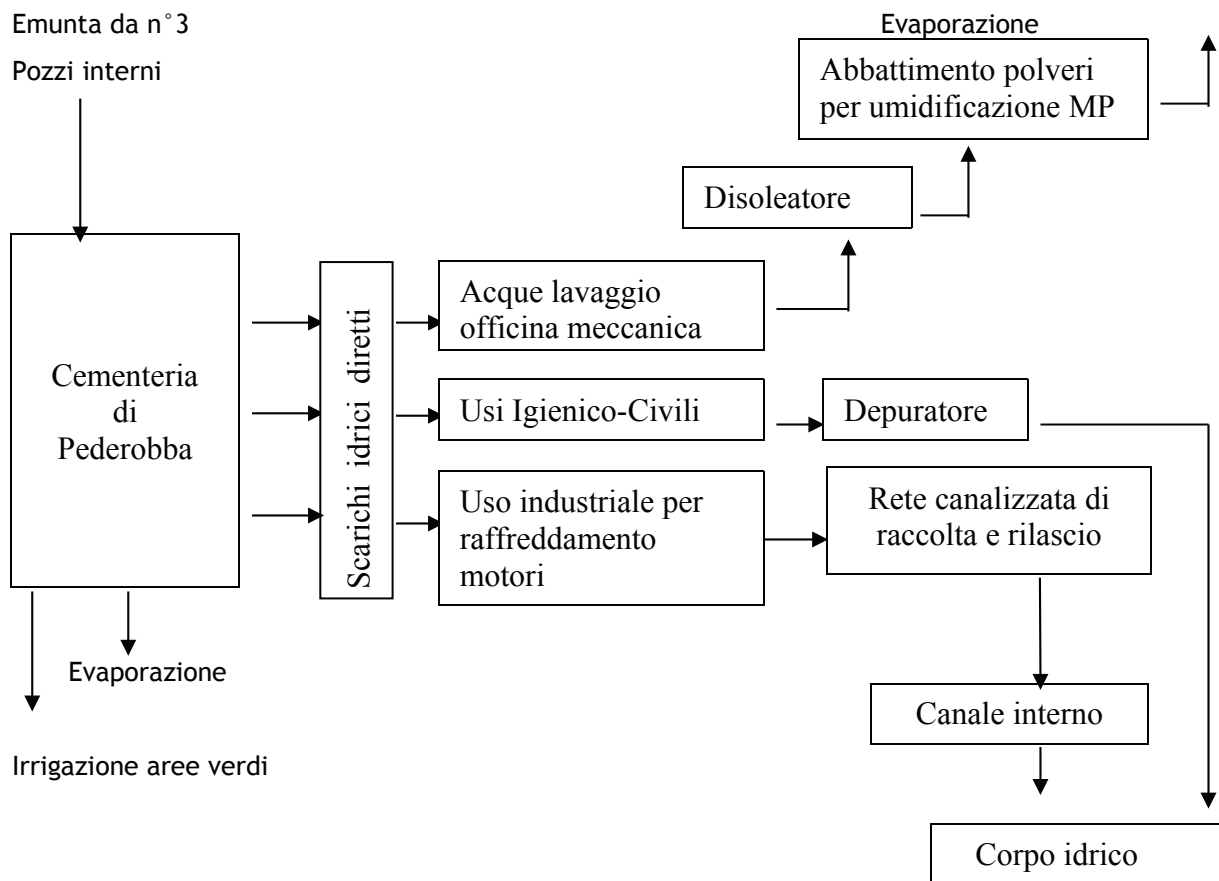 Emunta da n°3
Pozzi interni
Evaporazione
Abbattimento polveri
per umidificazione MP
Disoleatore
Acque lavaggio
officina meccanica
Cementeria
di
Pederobba
Scarichi idrici diretti
Usi Igienico-Civili
Depuratore
Uso industriale per
raffreddamento
motori
Rete canalizzata di
raccolta e rilascio
Evaporazione
Canale interno
Irrigazione aree verdi
Corpo idrico